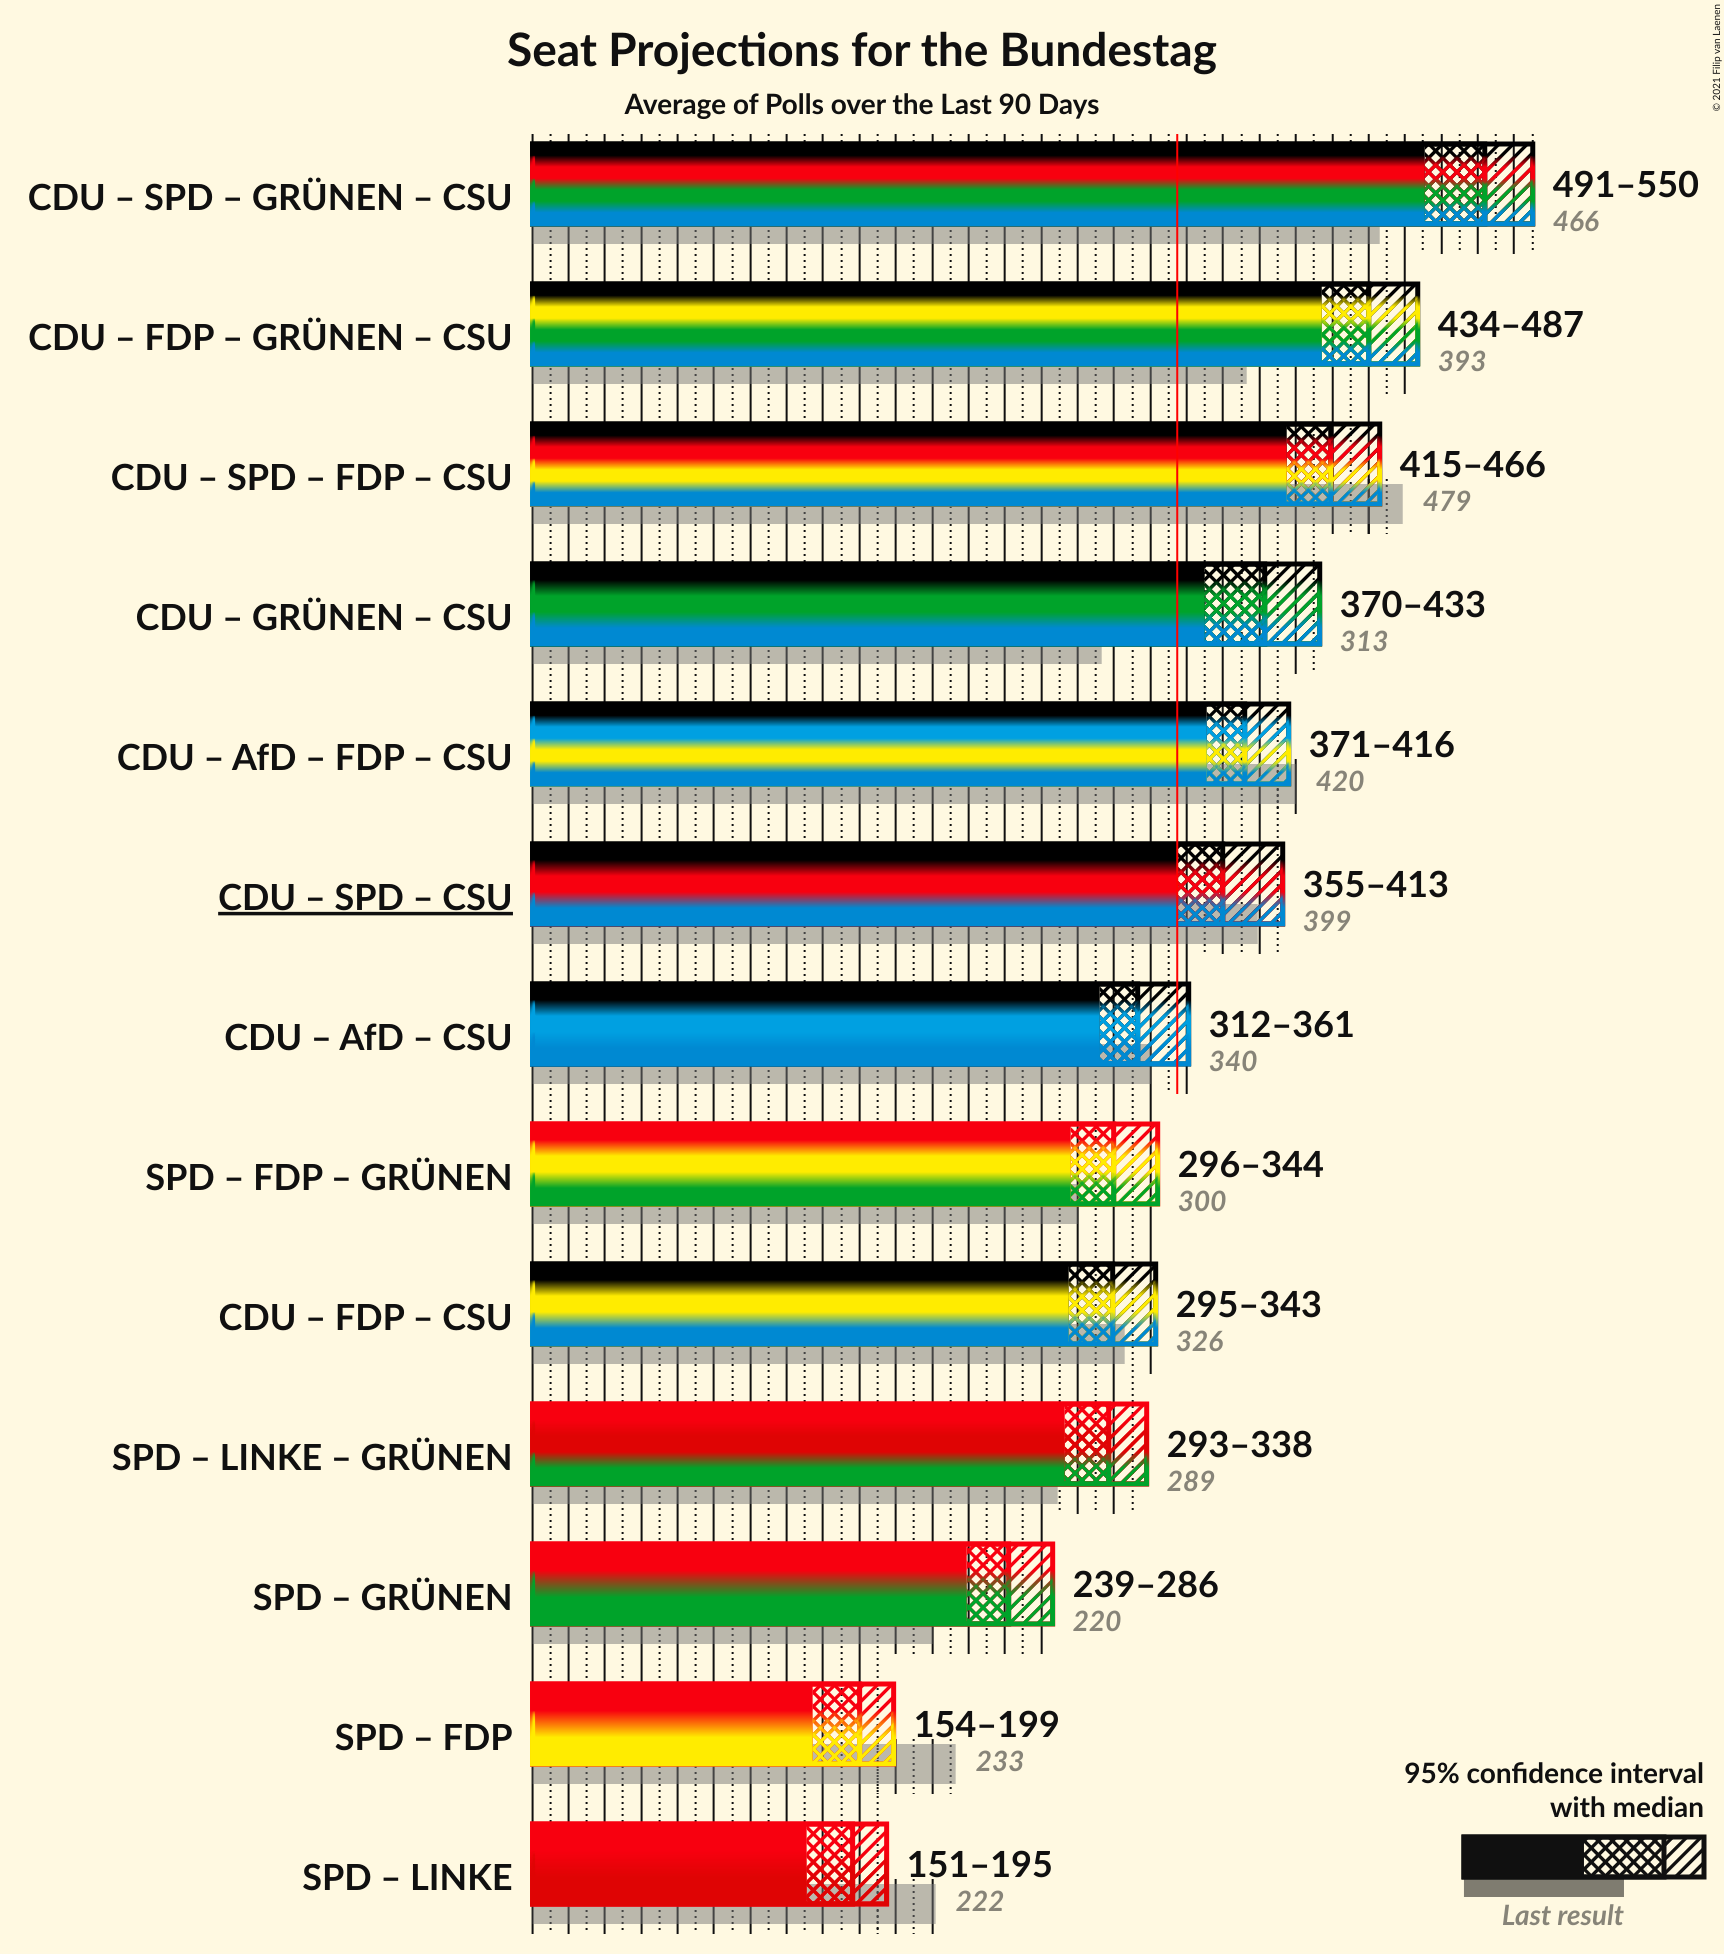 Seat Projections for the Bundestag
Average of Polls over the Last 90 Days
© 2021 Filip van Laenen
CDU – SPD – GRÜNEN – CSU
491–550
466
CDU – FDP – GRÜNEN – CSU
434–487
393
CDU – SPD – FDP – CSU
415–466
479
CDU – GRÜNEN – CSU
370–433
313
CDU – AfD – FDP – CSU
371–416
420
CDU – SPD – CSU
355–413
399
CDU – AfD – CSU
312–361
340
SPD – FDP – GRÜNEN
296–344
300
CDU – FDP – CSU
295–343
326
SPD – LINKE – GRÜNEN
293–338
289
SPD – GRÜNEN
239–286
220
SPD – FDP
154–199
233
SPD – LINKE
151–195
222
95% confidence interval
with median
Last result